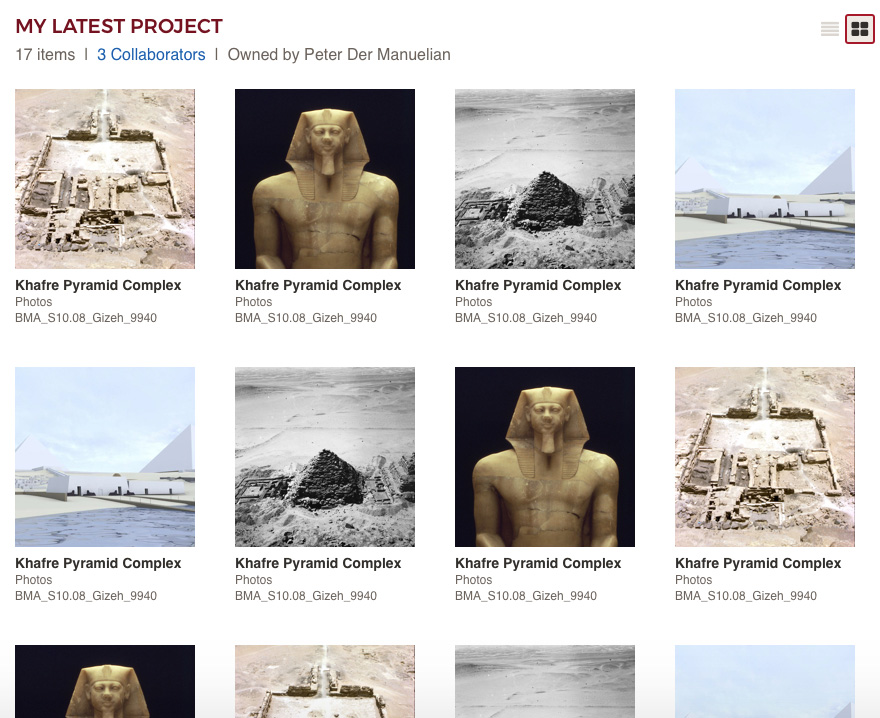 MY LATEST PROJECT
17 items | 3 Collaborators | Owned by Peter Der Manuelian
Khafre Pyramid Complex
Photos
BMA_S10.08_Gizeh_9940
Khafre Pyramid Complex
Photos
BMA_S10.08_Gizeh_9940
Khafre Pyramid Complex
Photos
BMA_S10.08_Gizeh_9940
Khafre Pyramid Complex
Photos
BMA_S10.08_Gizeh_9940
Khafre Pyramid Complex
Photos
BMA_S10.08_Gizeh_9940
Khafre Pyramid Complex
Photos
BMA_S10.08_Gizeh_9940
Khafre Pyramid Complex
Photos
BMA_S10.08_Gizeh_9940
Khafre Pyramid Complex
Photos
BMA_S10.08_Gizeh_9940